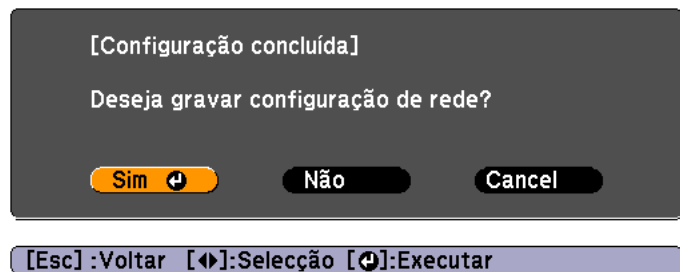 [Configuração concluída]
Deseja gravar configuração de rede?
Sim Não Cancel
[Esc] :Voltar [◆]:Selecção [↵]:Executar